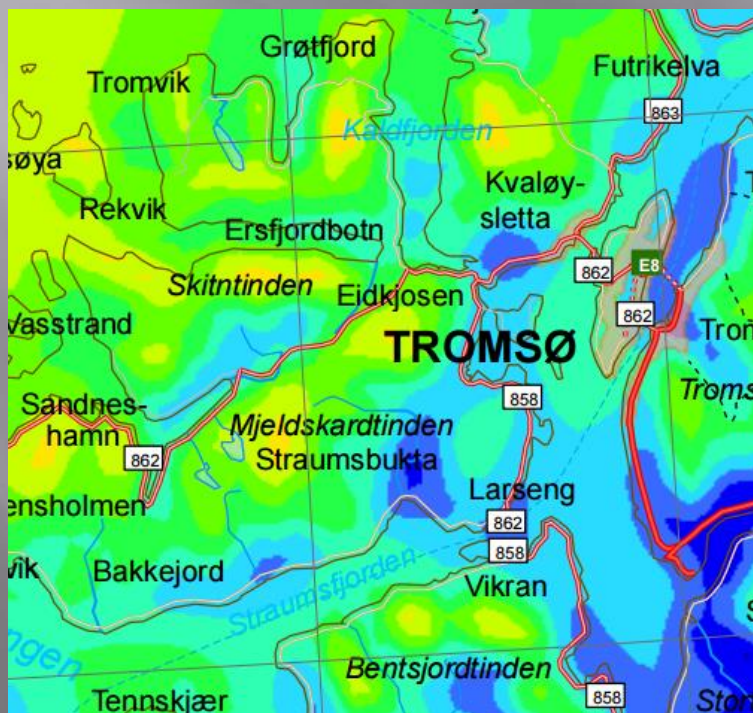 Grøtfjord
Futrikelva
Tromvik
863
Kaldfjorden
søya
Kvaløy-
sletta
Rekvik
Ersfjordbotn
E8
862
Skitntinden
Eidkjosen
862
Vasstrand
TROMSØ
Tron
Troms
858
Sandnes-
hamn
Mjeldskardtinden
Straumsbukta
862
ensholmen
Larseng
862
858
vik
Bakkejord
Straumsfjorden
Vikran
ngen
Bentsjordtinden
Tennskjær
858
Stor